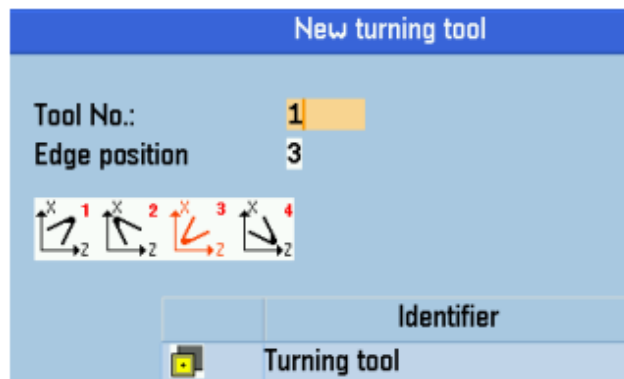 New turning tool
Tool No.: 1
Edge position 3
X 1 X 2 X 3 X 4
Z Z Z Z
Identifier
Turning tool